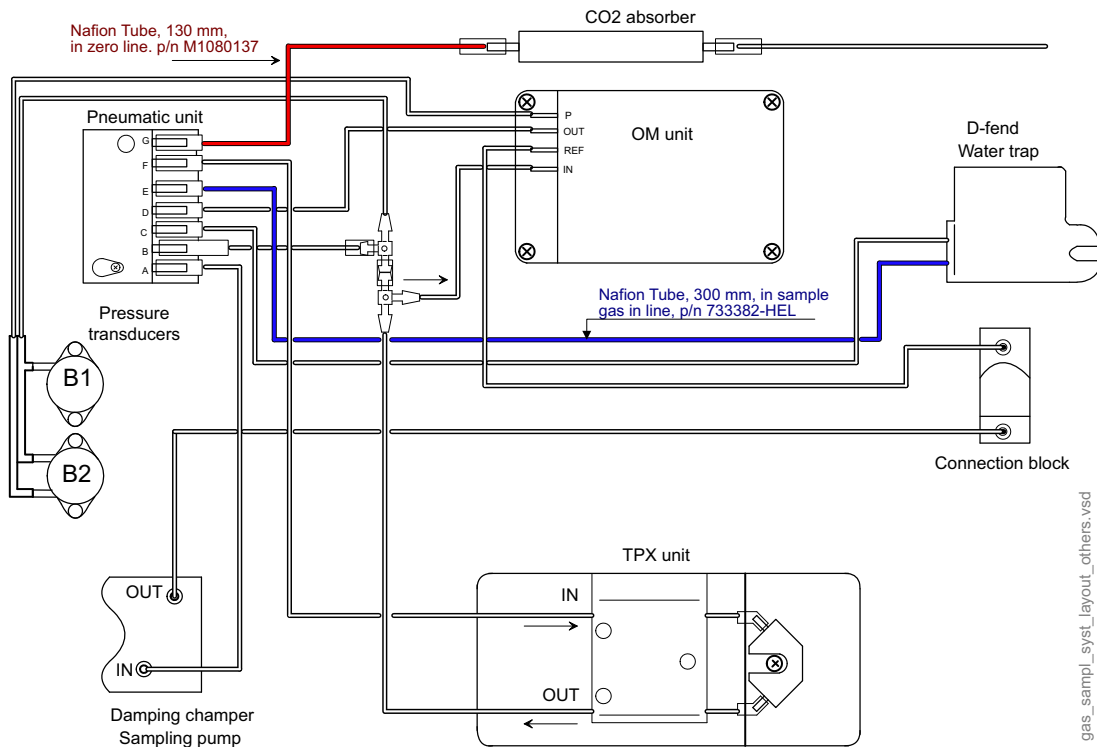 CO2 absorber
Nafion Tube, 130 mm,
in zero line. p/n M1080137
Pneumatic unit
G
F
E
D
C
B
A
P
OUT
REF
IN
OM unit
D-fend
Water trap
Pressure
transducers
Nafion Tube, 300 mm, in sample
gas in line, p/n 733382-HEL
B1
B2
Connection block
TPX unit
IN
OUT
OUT
IN
Damping champer
Sampling pump
gas_sampl_syst_layout_others.vsd